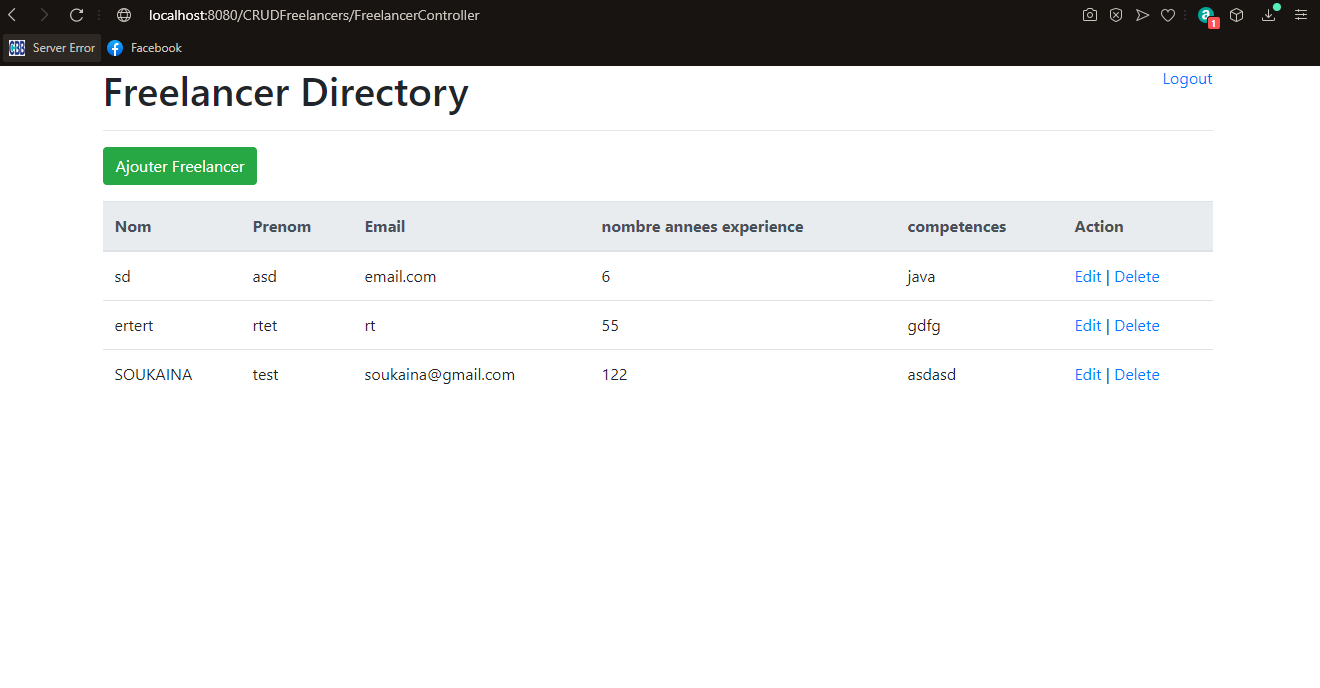 localhost:8080/CRUDFreelancers/FreelancerController
1
GBB Server Error Facebook
Freelancer Directory Logout
Ajouter Freelancer
Nom Prenom Email nombre annees experience competences Action
sd asd email.com 6 java Edit | Delete
ertert rtet rt 55 gdfg Edit | Delete
SOUKAINA test soukaina@gmail.com 122 asdasd Edit | Delete